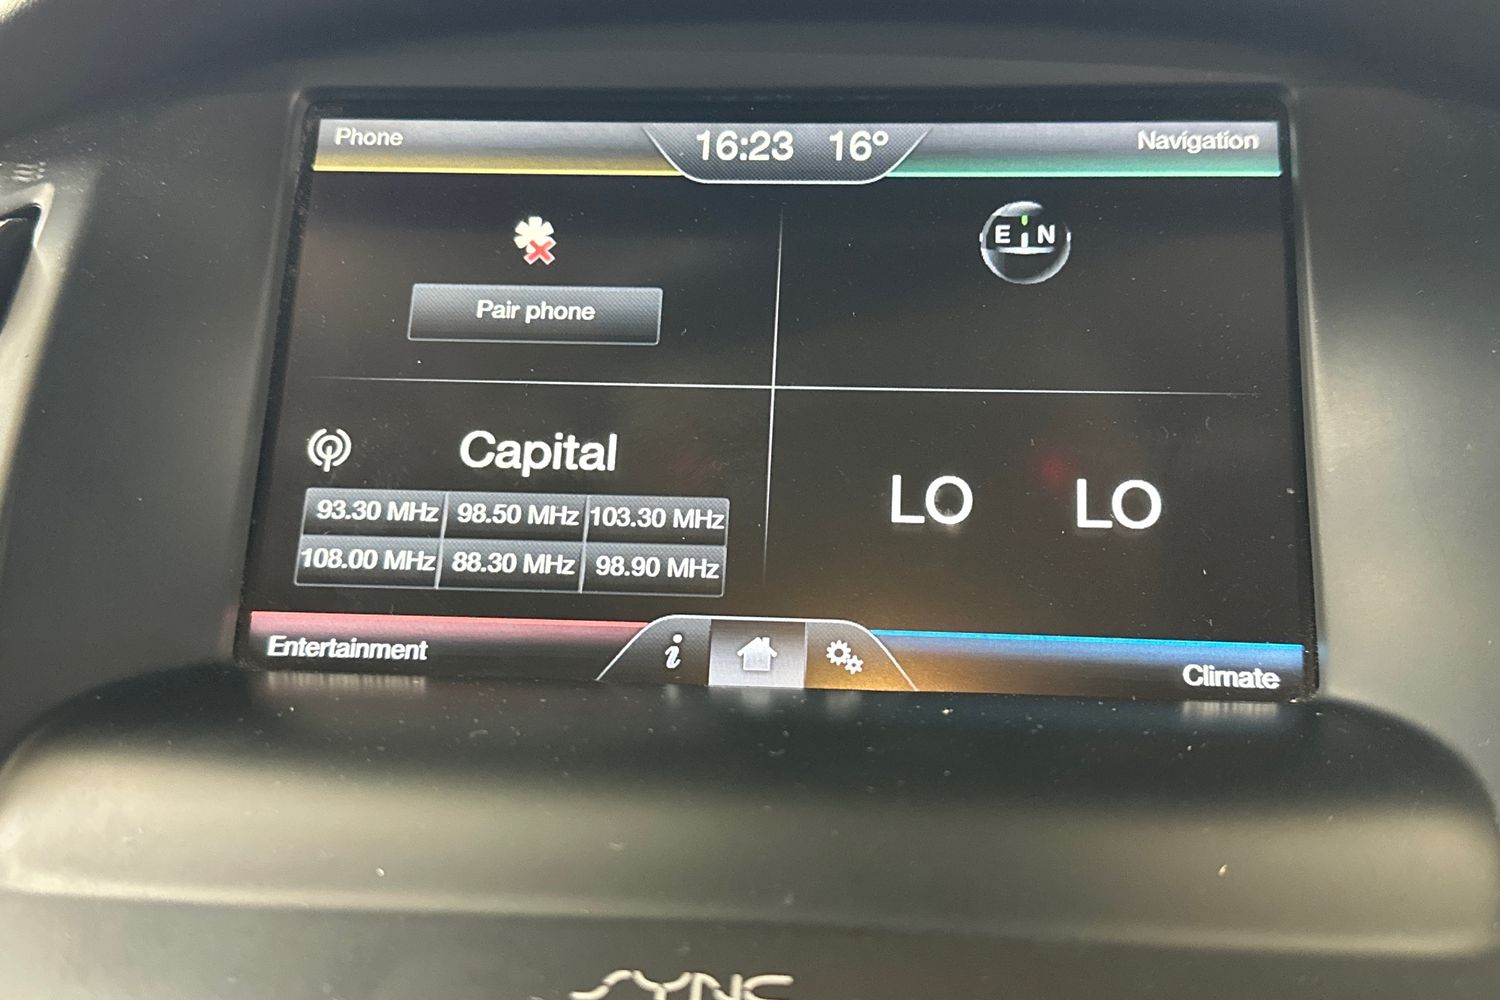 Phone
16:23 16°
Navigation
E N
Pair phone
Capital
93.30 MHz 98.50 MHz 103.30 MHz
108.00 MHz 88.30 MHz 98.90 MHz
LO LO
Entertainment
i
Climate
SYNC